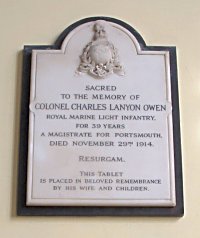 SACRED
TO THE MEMORY OF
COLONEL CHARLES LANYON OWEN
ROYAL MARINE LIGHT INFANTRY,
FOR 39 YEARS
A MAGISTRATE FOR PORTSMOUTH,
DIED NOVEMBER 29TH 1914.
RESURGAM.
THIS TABLET
IS PLACED IN BELOVED REMEMBRANCE
BY HIS WIFE AND CHILDREN.